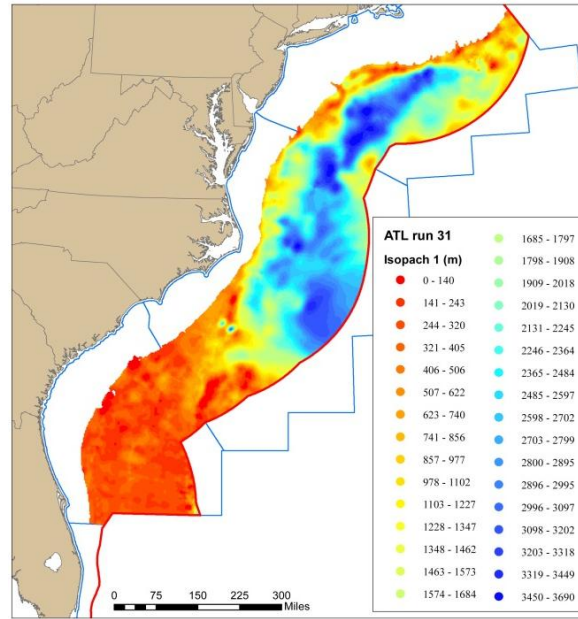 ATL run 31
Isopach 1 (m)
0 - 140
141 - 243
244 - 320
321 - 405
406 - 506
507 - 622
623 - 740
741 - 856
857 - 977
978 - 1102
1103 - 1227
1228 - 1347
1348 - 1462
1463 - 1573
1574 - 1684
1685 - 1797
1798 - 1908
1909 - 2018
2019 - 2130
2131 - 2245
2246 - 2364
2365 - 2484
2485 - 2597
2598 - 2702
2703 - 2799
2800 - 2895
2896 - 2995
2996 - 3097
3098 - 3202
3203 - 3318
3319 - 3449
3450 - 3690
0 37.5 75 150 225 300
Miles